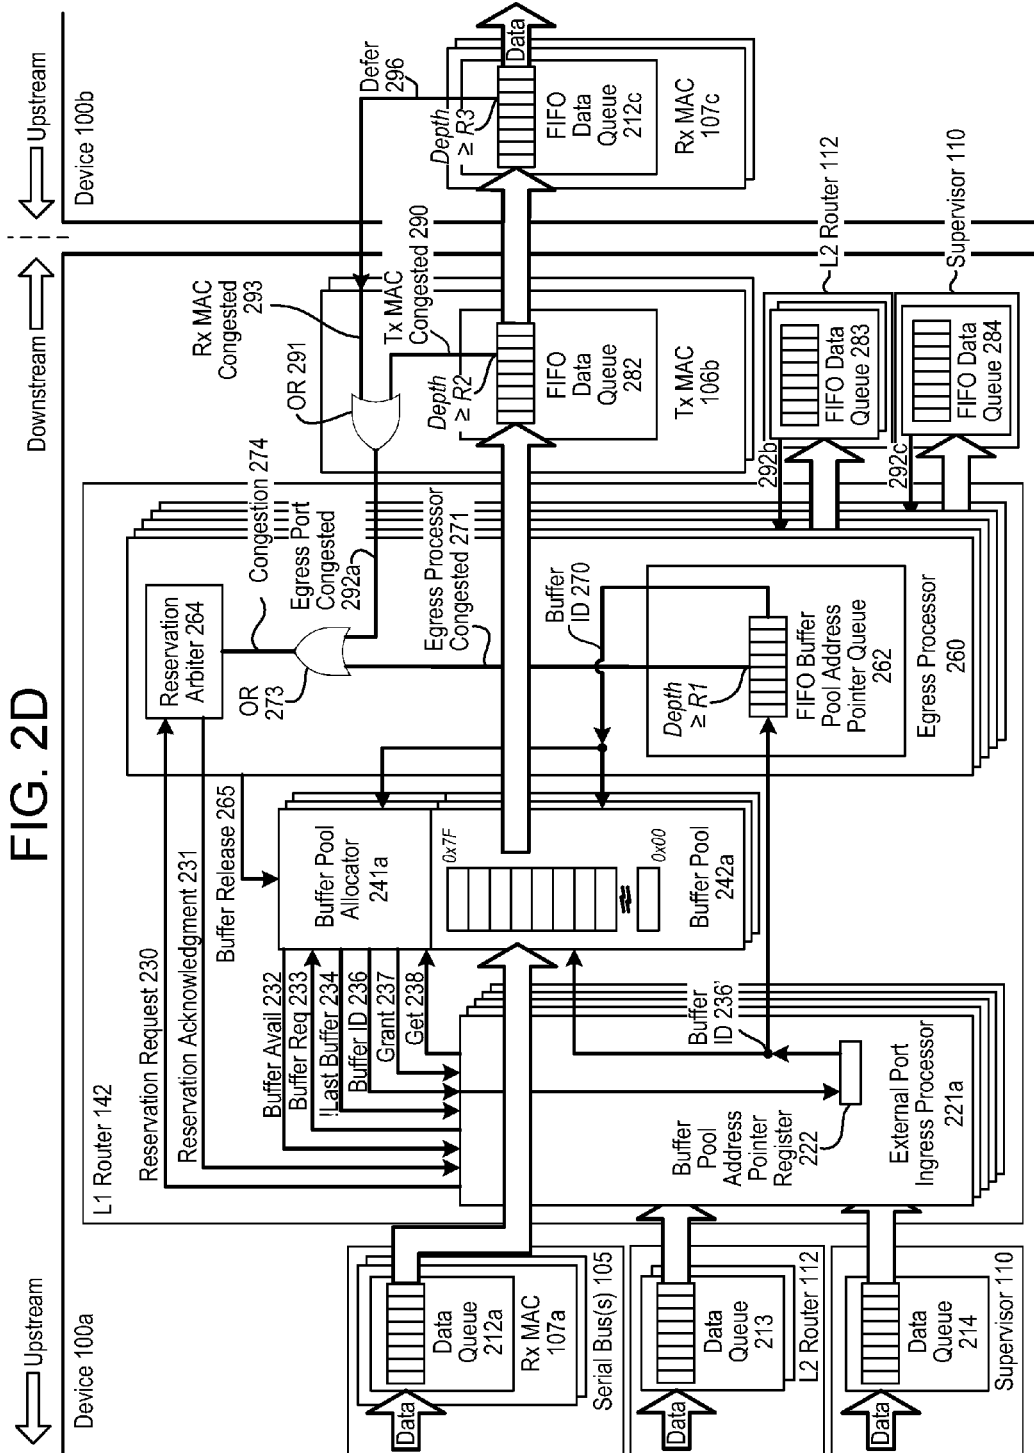 FIG. 2D
Upstream
Downstream
Upstream
Device 100a
Device 100b
L1 Router 142
Reservation Request 230
Reservation Acknowledgment 231
Buffer Release 265
Buffer Avail 232
Buffer Req 233
!Last Buffer 234
Buffer ID 236
Grant 237
Get 238
Buffer Pool
Allocator
241a
0x7F
0x00
Buffer Pool
242a
Reservation
Arbiter 264
OR
273
Congestion 274
Egress Port
Congested
292a
Egress Processor
Congested 271
Buffer
ID 270
Depth
≥ R1
FIFO Buffer
Pool Address
Pointer Queue
262
Egress Processor
260
Rx MAC
Congested
293
OR 291
Tx MAC
Congested 290
Depth
≥ R2
FIFO
Data
Queue
282
Tx MAC
106b
Defer
296
Depth
≥ R3
FIFO
Data
Queue
212c
Rx MAC
107c
Data
292b
FIFO Data
Queue 283
L2 Router 112
292c
FIFO Data
Queue 284
Supervisor 110
Data
Data
Queue
212a
Rx MAC
107a
Serial Bus(s) 105
Data
Data
Queue
213
L2 Router 112
Data
Data
Queue
214
Supervisor 110
Buffer
ID 236'
Buffer
Pool
Address
Pointer
Register
222
External Port
Ingress Processor
221a